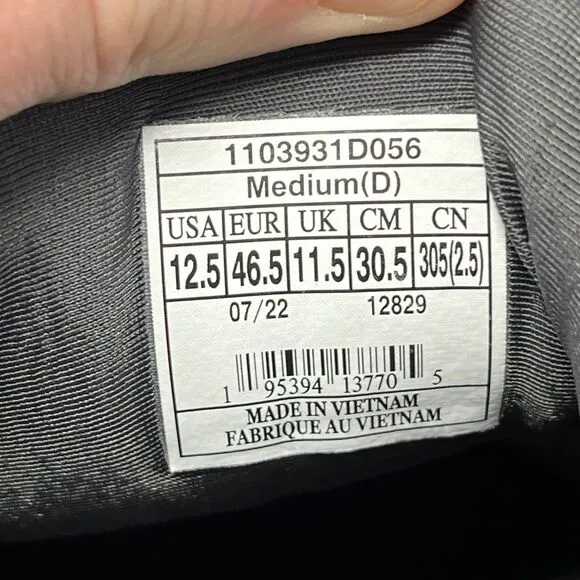 1103931D056
Medium(D)
USA EUR UK CM CN
12.5 46.5 11.5 30.5 305(2.5)
07/22 12829
1 95394 13770 5
MADE IN VIETNAM
FABRIQUE AU VIETNAM